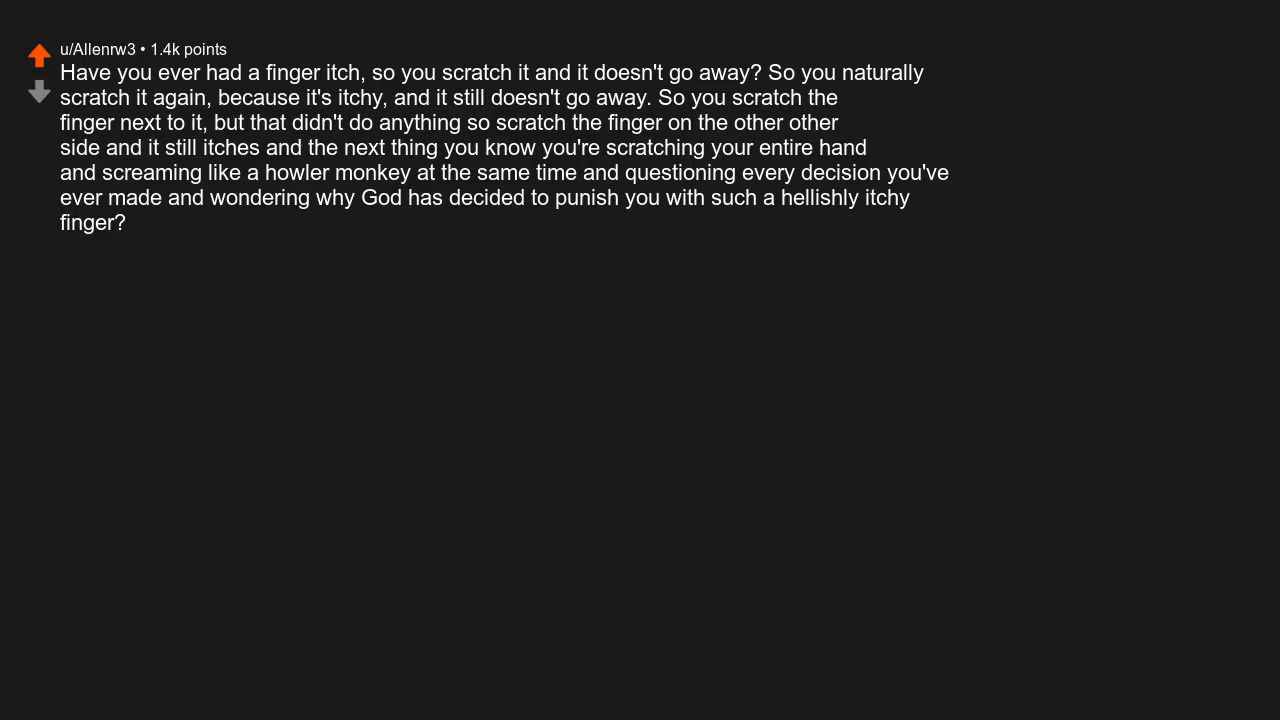 u/Allenrw3 • 1.4k points
Have you ever had a finger itch, so you scratch it and it doesn't go away? So you naturally
scratch it again, because it's itchy, and it still doesn't go away. So you scratch the
finger next to it, but that didn't do anything so scratch the finger on the other other
side and it still itches and the next thing you know you're scratching your entire hand
and screaming like a howler monkey at the same time and questioning every decision you've
ever made and wondering why God has decided to punish you with such a hellishly itchy
finger?